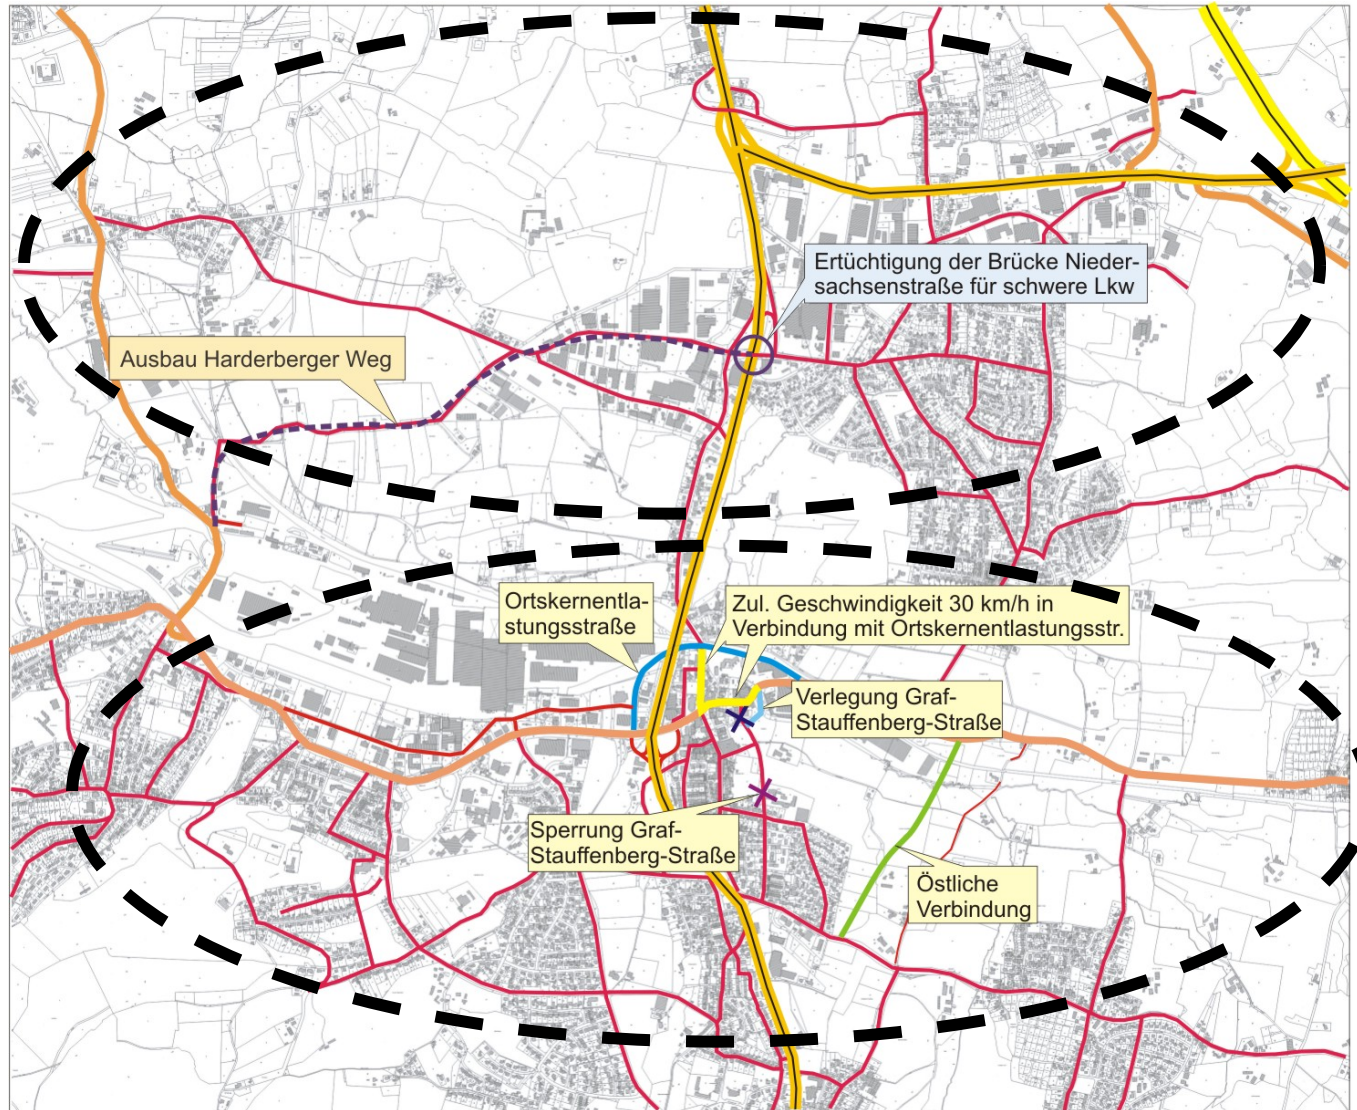 Ertüchtigung der Brücke Nieder-
sachsenstraße für schwere Lkw
Ausbau Harderberger Weg
Ortskernentla-
stungsstraße
Zul. Geschwindigkeit 30 km/h in
Verbindung mit Ortskernentlastungsstr.
Verlegung Graf-
Stauffenberg-Straße
Sperrung Graf-
Stauffenberg-Straße
Östliche
Verbindung